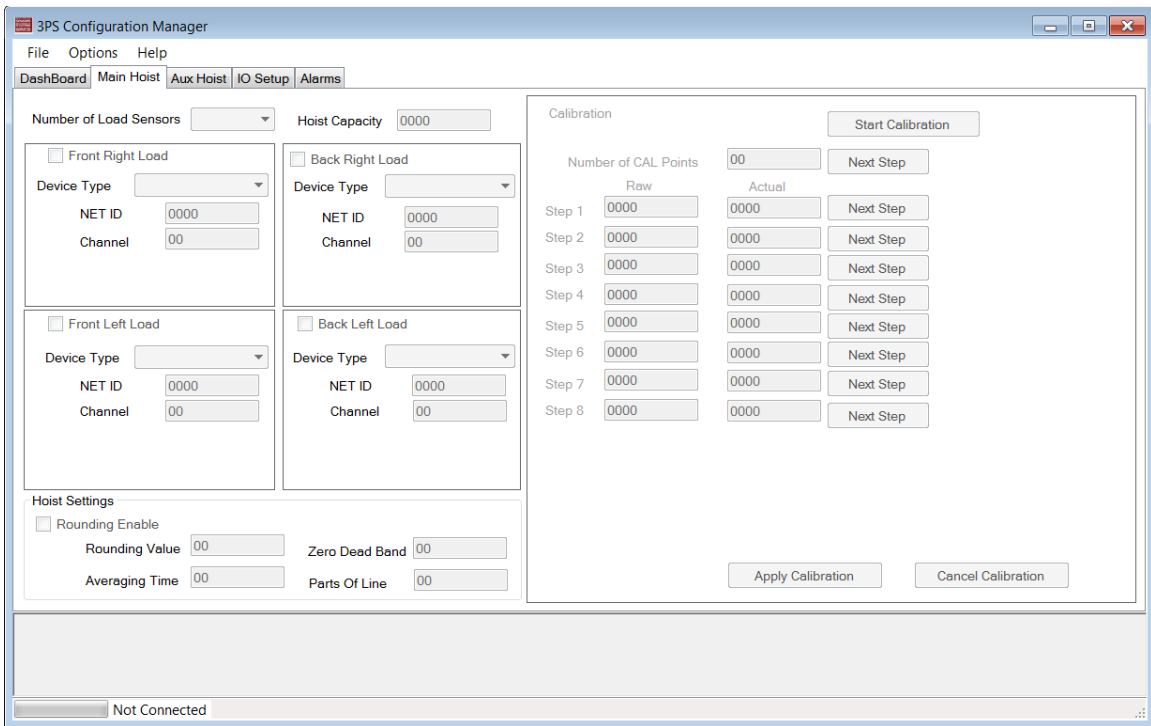 3PS Configuration Manager
File Options Help
DashBoard Main Hoist Aux Hoist IO Setup Alarms
Number of Load Sensors
Hoist Capacity 0000
Front Right Load
Device Type
NET ID 0000
Channel 00
Back Right Load
Device Type
NET ID 0000
Channel 00
Front Left Load
Device Type
NET ID 0000
Channel 00
Back Left Load
Device Type
NET ID 0000
Channel 00
Hoist Settings
Rounding Enable
Rounding Value 00
Zero Dead Band 00
Averaging Time 00
Parts Of Line 00
Calibration
Start Calibration
Number of CAL Points 00 Next Step
Raw Actual
Step 1 0000 0000 Next Step
Step 2 0000 0000 Next Step
Step 3 0000 0000 Next Step
Step 4 0000 0000 Next Step
Step 5 0000 0000 Next Step
Step 6 0000 0000 Next Step
Step 7 0000 0000 Next Step
Step 8 0000 0000 Next Step
Apply Calibration Cancel Calibration
Not Connected